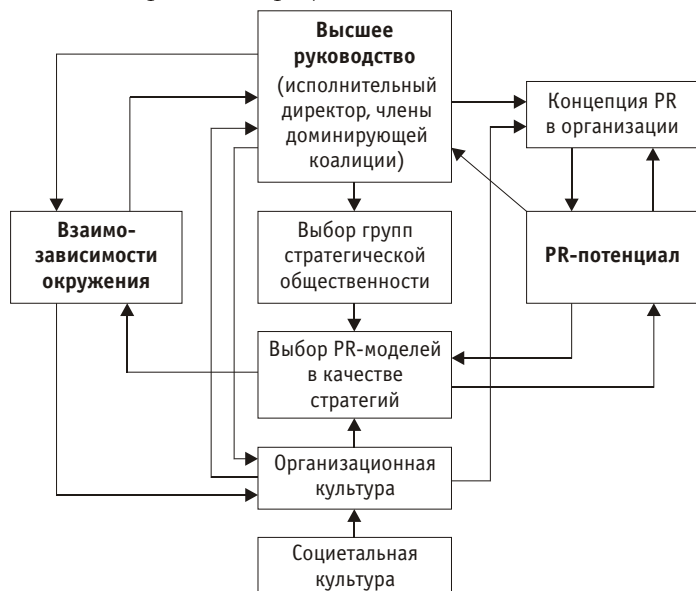 Высшее
руководство
(исполнительный
директор, члены
доминирующей
коалиции)
Концепция PR
в организации
Взаимо-
зависимости
окружения
Выбор групп
стратегической
общественности
PR-потенциал
Выбор PR-моделей
в качестве
стратегий
Организационная
культура
Социетальная
культура